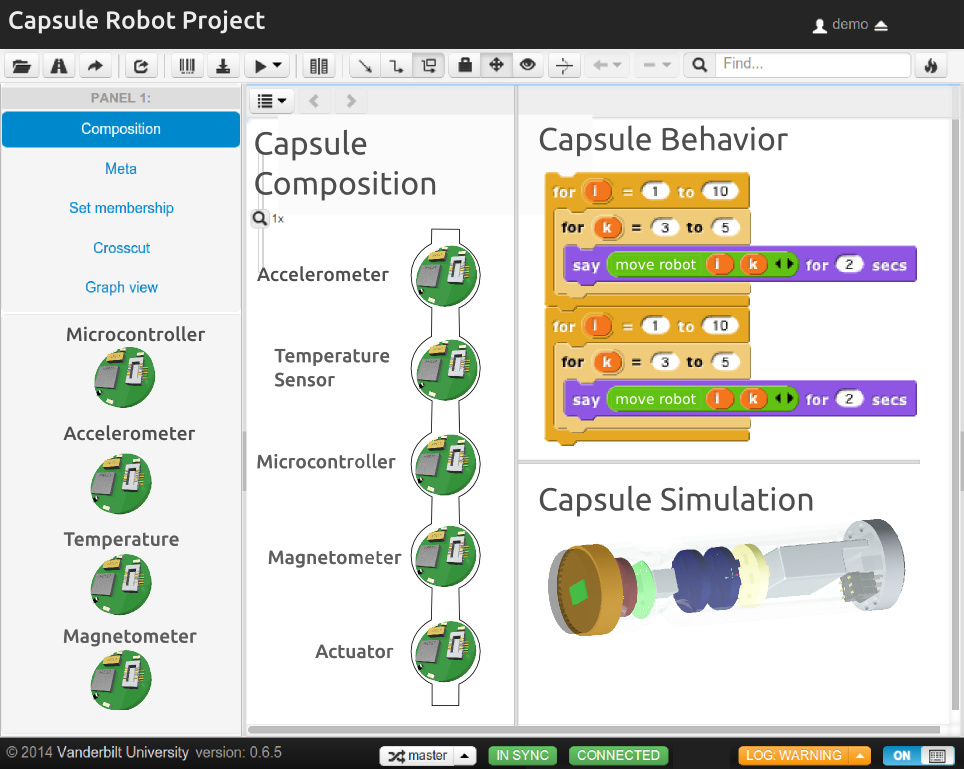 Capsule Robot Project
demo
Find...
PANEL 1:
Composition
Meta
Set membership
Crosscut
Graph view
Microcontroller
Accelerometer
Temperature
Magnetometer
Capsule
Composition
1x
Accelerometer
Temperature
Sensor
Microcontroller
Magnetometer
Actuator
Capsule Behavior
for i = 1 to 10
for k = 3 to 5
say move robot i k for 2 secs
for i = 1 to 10
for k = 3 to 5
say move robot i k for 2 secs
Capsule Simulation
© 2014 Vanderbilt University version: 0.6.5
master
IN SYNC
CONNECTED
LOG: WARNING
ON